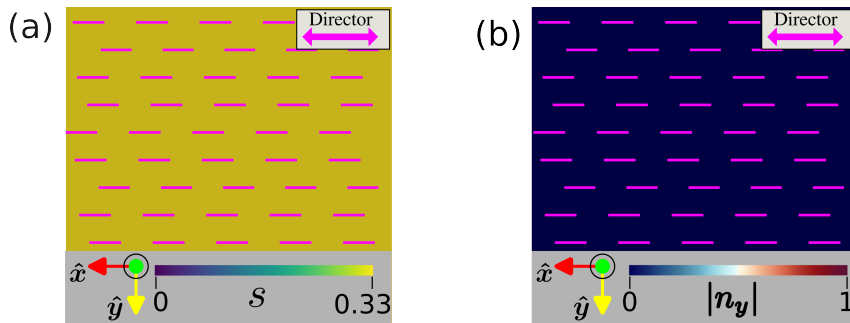 (a)
Director
x̂
ŷ
0
s
0.33
(b)
Director
x̂
ŷ
0
|n_y|
1